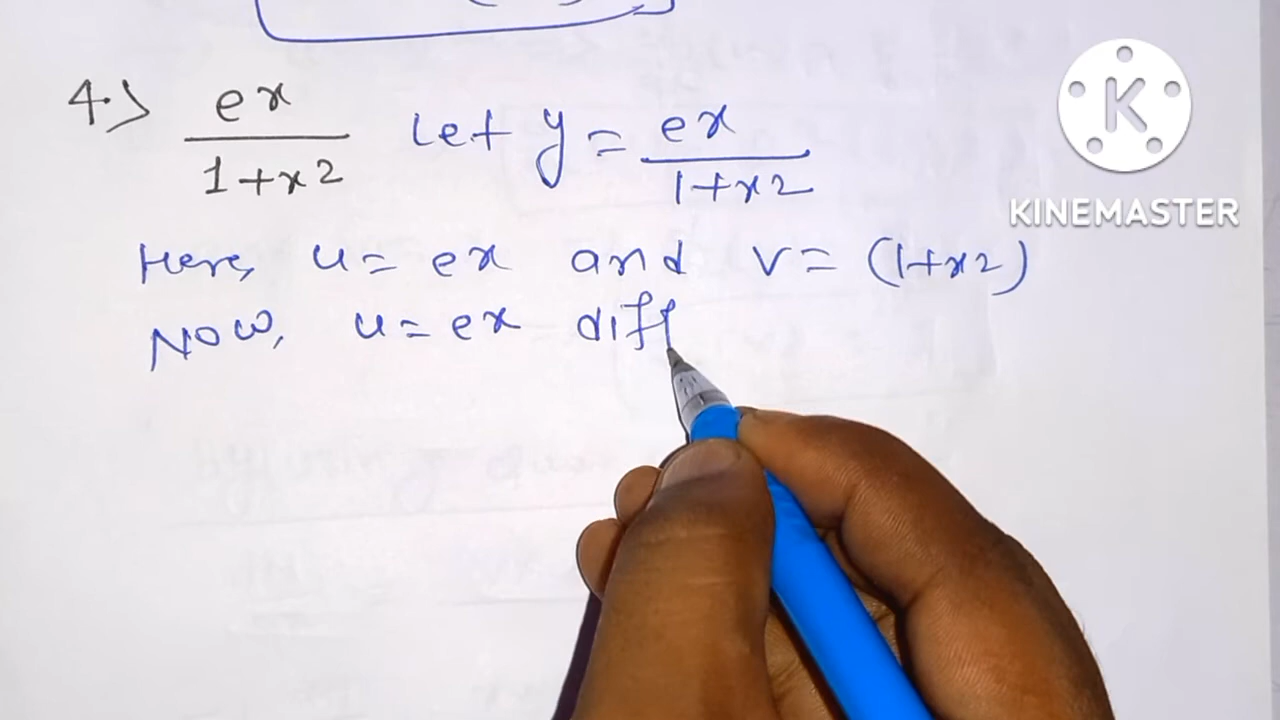 4.) ex / 1+x2 Let y = ex / 1+x2
Here, u = ex and v = (1+x2)
Now, u = ex diff
K
KINEMASTER